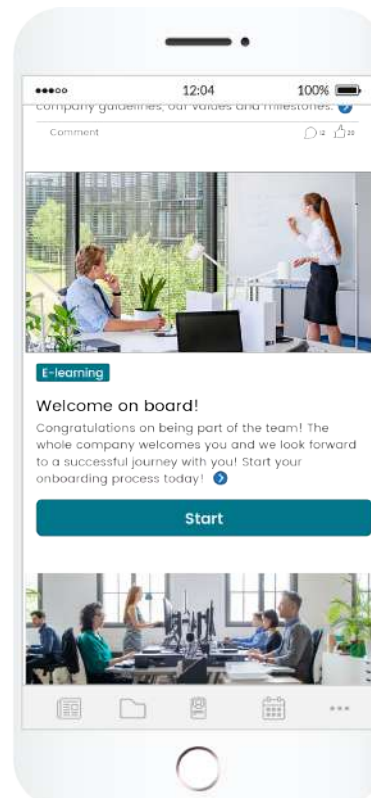 12:04 100%
company guidelines, our values and milestones.
Comment 12 29
E-learning
Welcome on board!
Congratulations on being part of the team! The
whole company welcomes you and we look forward
to a successful journey with you! Start your
onboarding process today!
Start